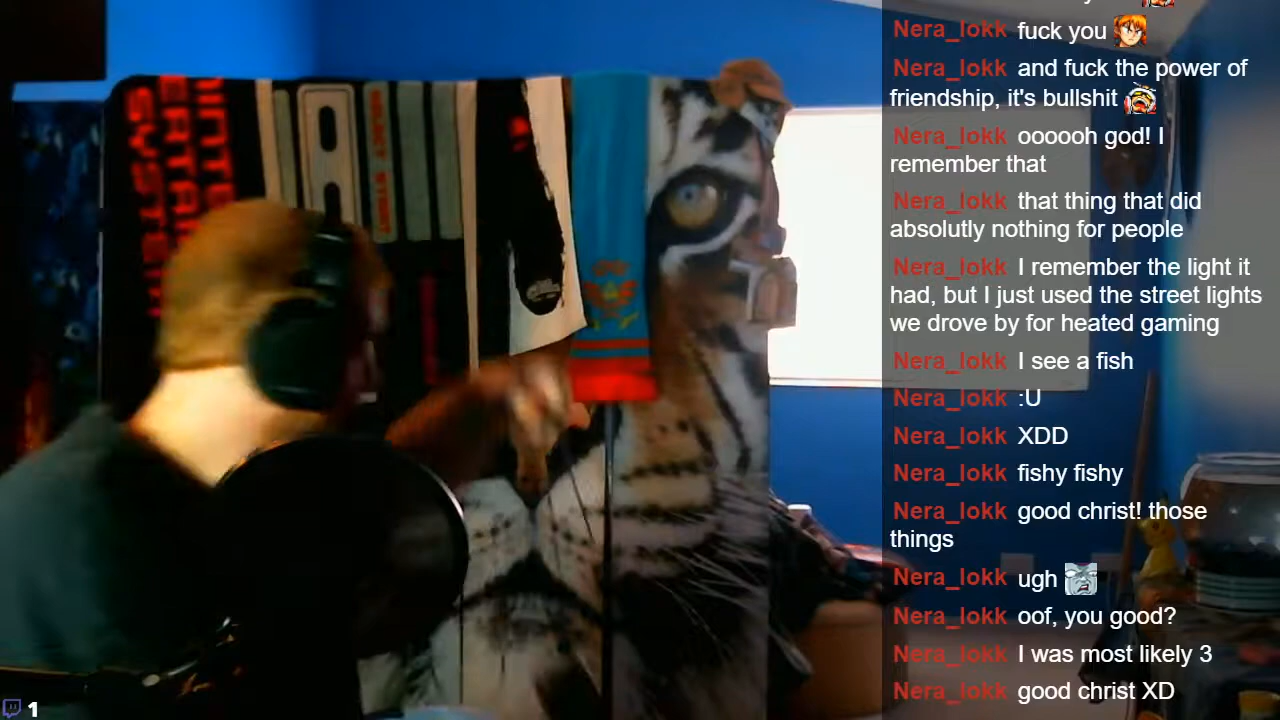 Nera_lokk fuck you
Nera_lokk and fuck the power of
friendship, it's bullshit
Nera_lokk oooooh god! I
remember that
Nera_lokk that thing that did
absolutly nothing for people
Nera_lokk I remember the light it
had, but I just used the street lights
we drove by for heated gaming
Nera_lokk I see a fish
Nera_lokk :U
Nera_lokk XDD
Nera_lokk fishy fishy
Nera_lokk good christ! those
things
Nera_lokk ugh
Nera_lokk oof, you good?
Nera_lokk I was most likely 3
Nera_lokk good christ XD
SELECT START
1